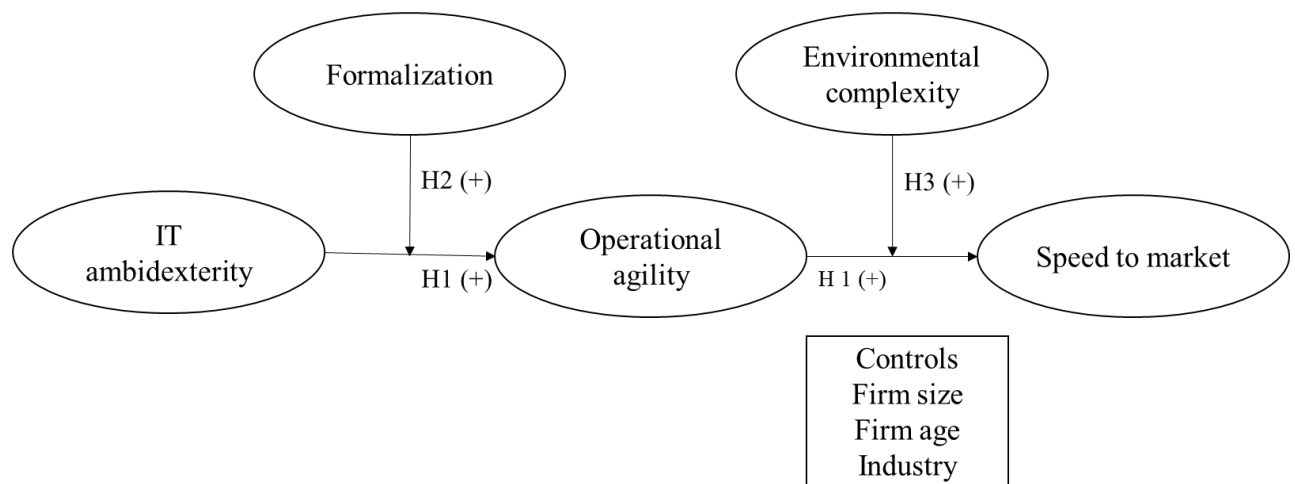 Formalization
Environmental
complexity
H2 (+)
H3 (+)
IT
ambidexterity
Operational
agility
Speed to market
H1 (+)
H 1 (+)
Controls
Firm size
Firm age
Industry